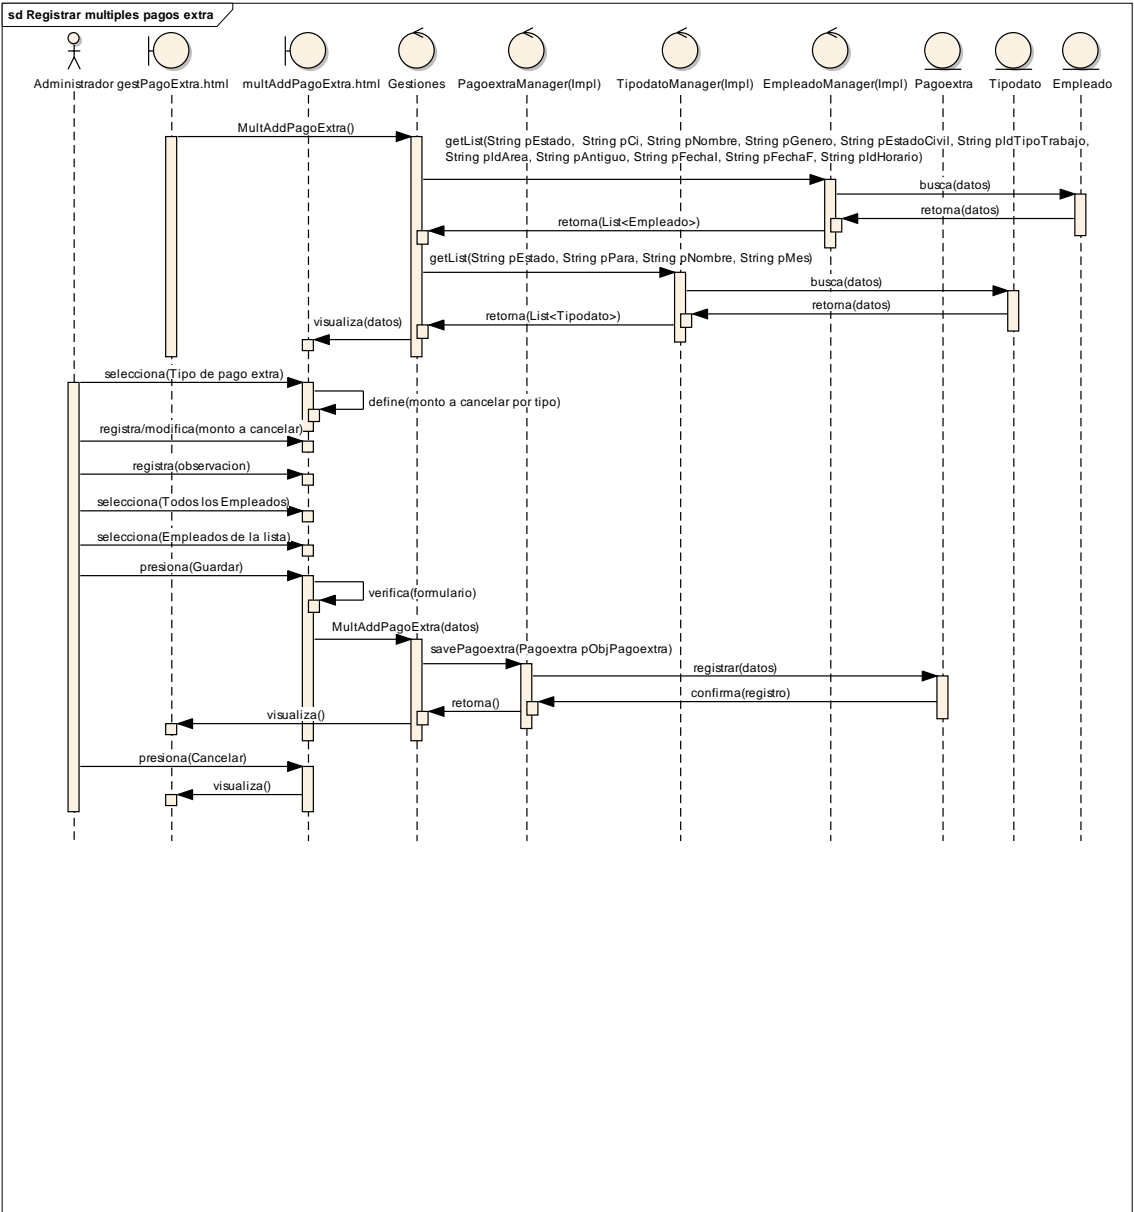 sd Registrar multiples pagos extra
Administrador gestPagoExtra.html multAddPagoExtra.html Gestiones PagoextraManager(Impl) TipodatoManager(Impl) EmpleadoManager(Impl) Pagoextra Tipodato Empleado
MultAddPagoExtra()
getList(String pEstado, String pCi, String pNombre, String pGenero, String pEstadoCivil, String pIdTipoTrabajo,
String pIdArea, String pAntiguo, String pFechaI, String pFechaF, String pIdHorario)
busca(datos)
retorna(datos)
retorna(List<Empleado>)
getList(String pEstado, String pPara, String pNombre, String pMes)
busca(datos)
retorna(datos)
retorna(List<Tipodato>)
visualiza(datos)
selecciona(Tipo de pago extra)
define(monto a cancelar por tipo)
registra/modifica(monto a cancelar)
registra(observacion)
selecciona(Todos los Empleados)
selecciona(Empleados de la lista)
presiona(Guardar)
verifica(formulario)
MultAddPagoExtra(datos)
savePagoextra(Pagoextra pObjPagoextra)
registrar(datos)
confirma(registro)
retorna()
visualiza()
presiona(Cancelar)
visualiza()